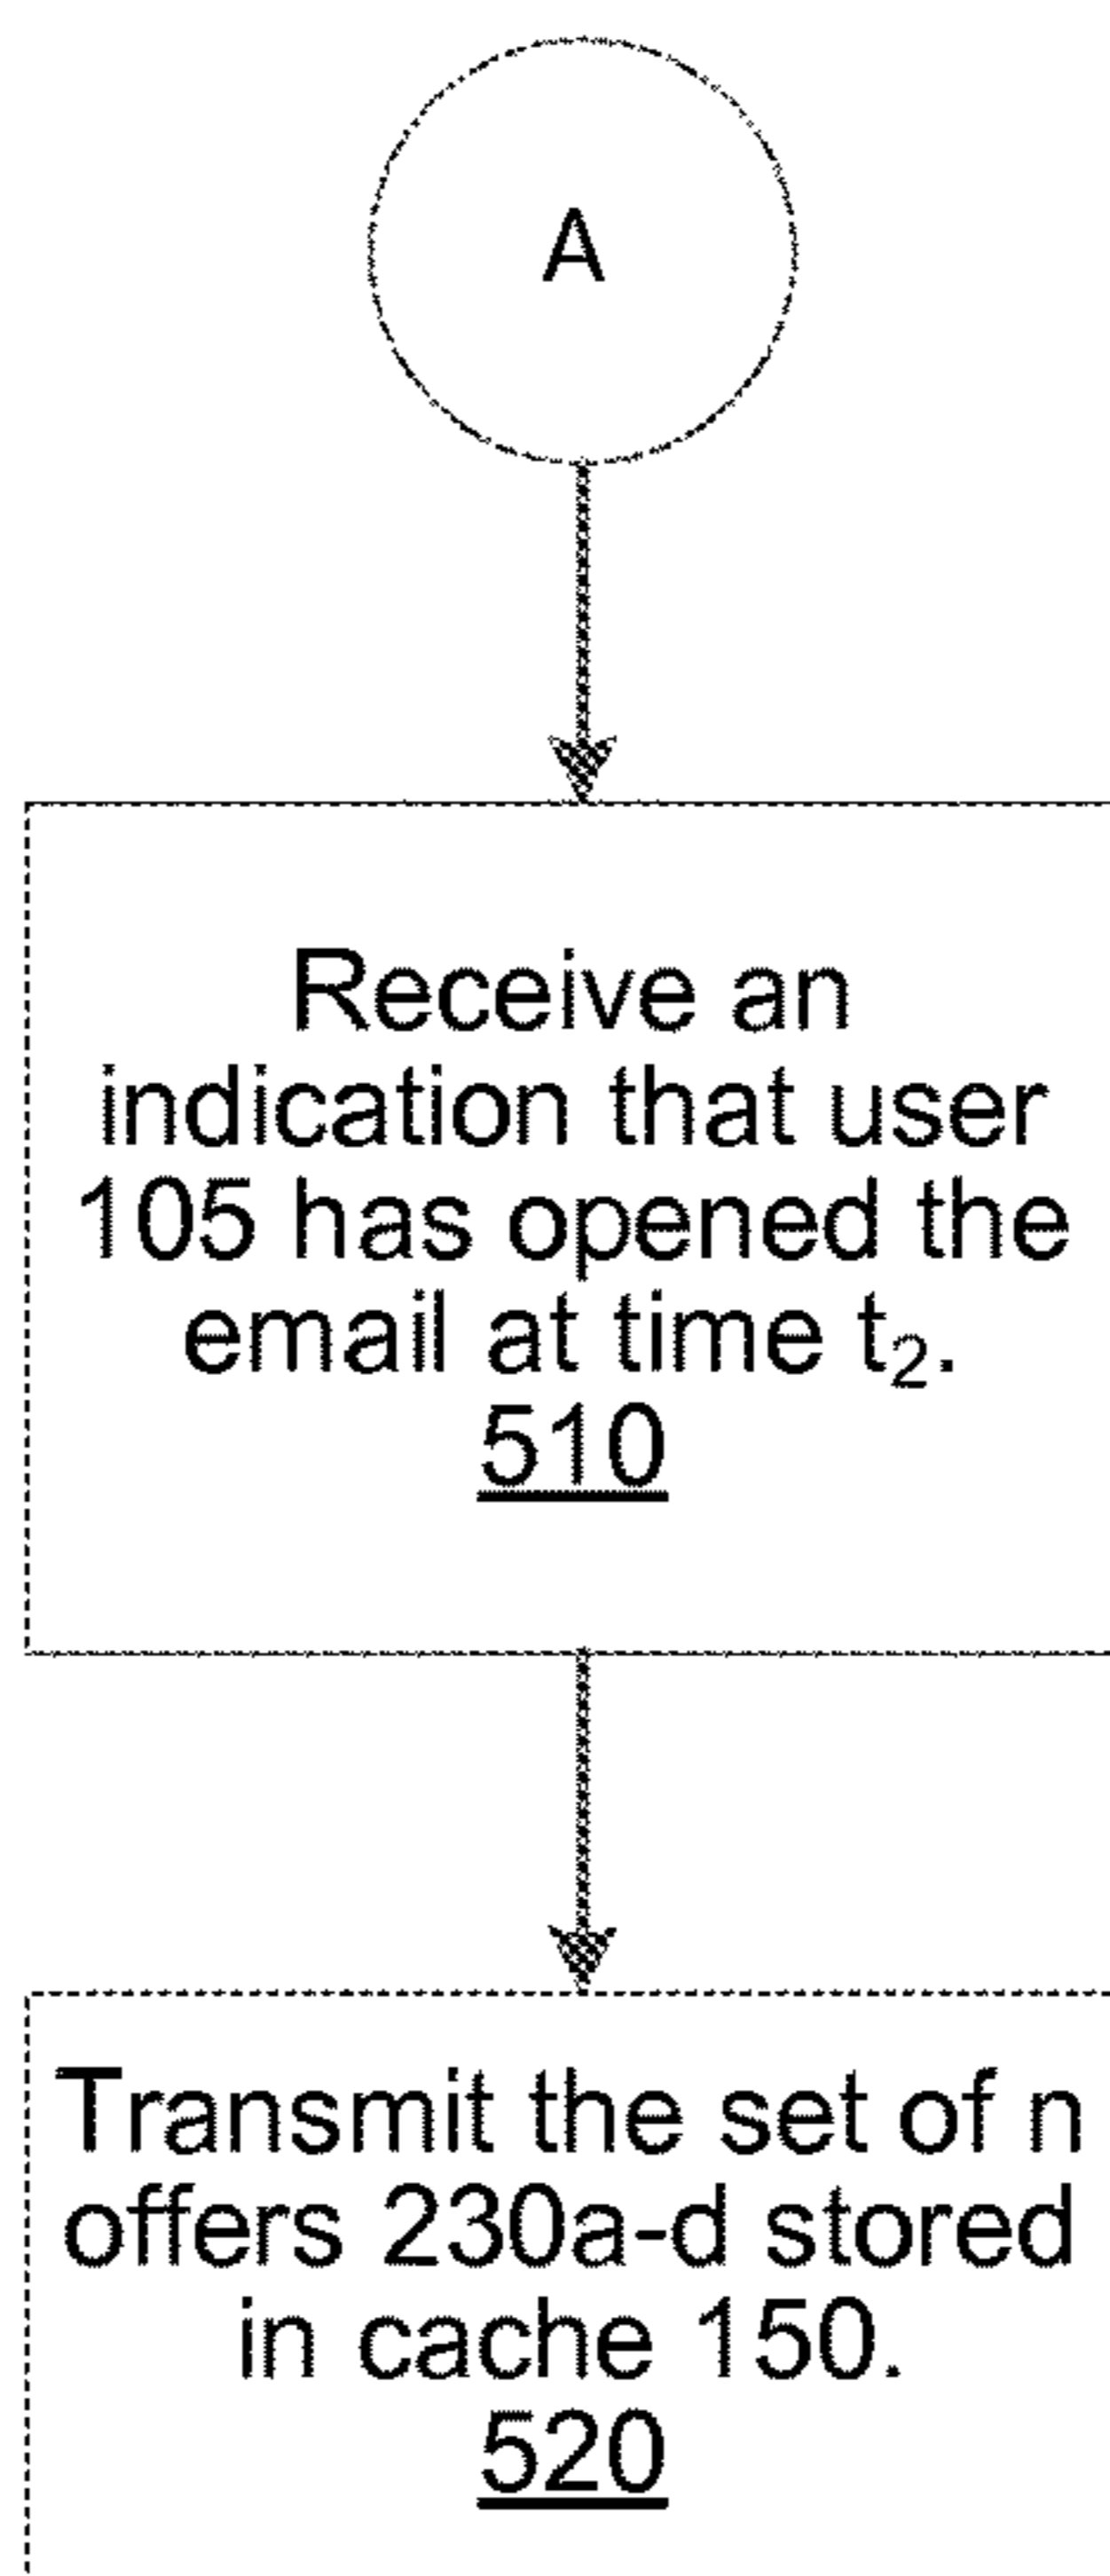 A
Receive an
indication that user
105 has opened the
email at time t₂.
510
Transmit the set of n
offers 230a-d stored
in cache 150.
520